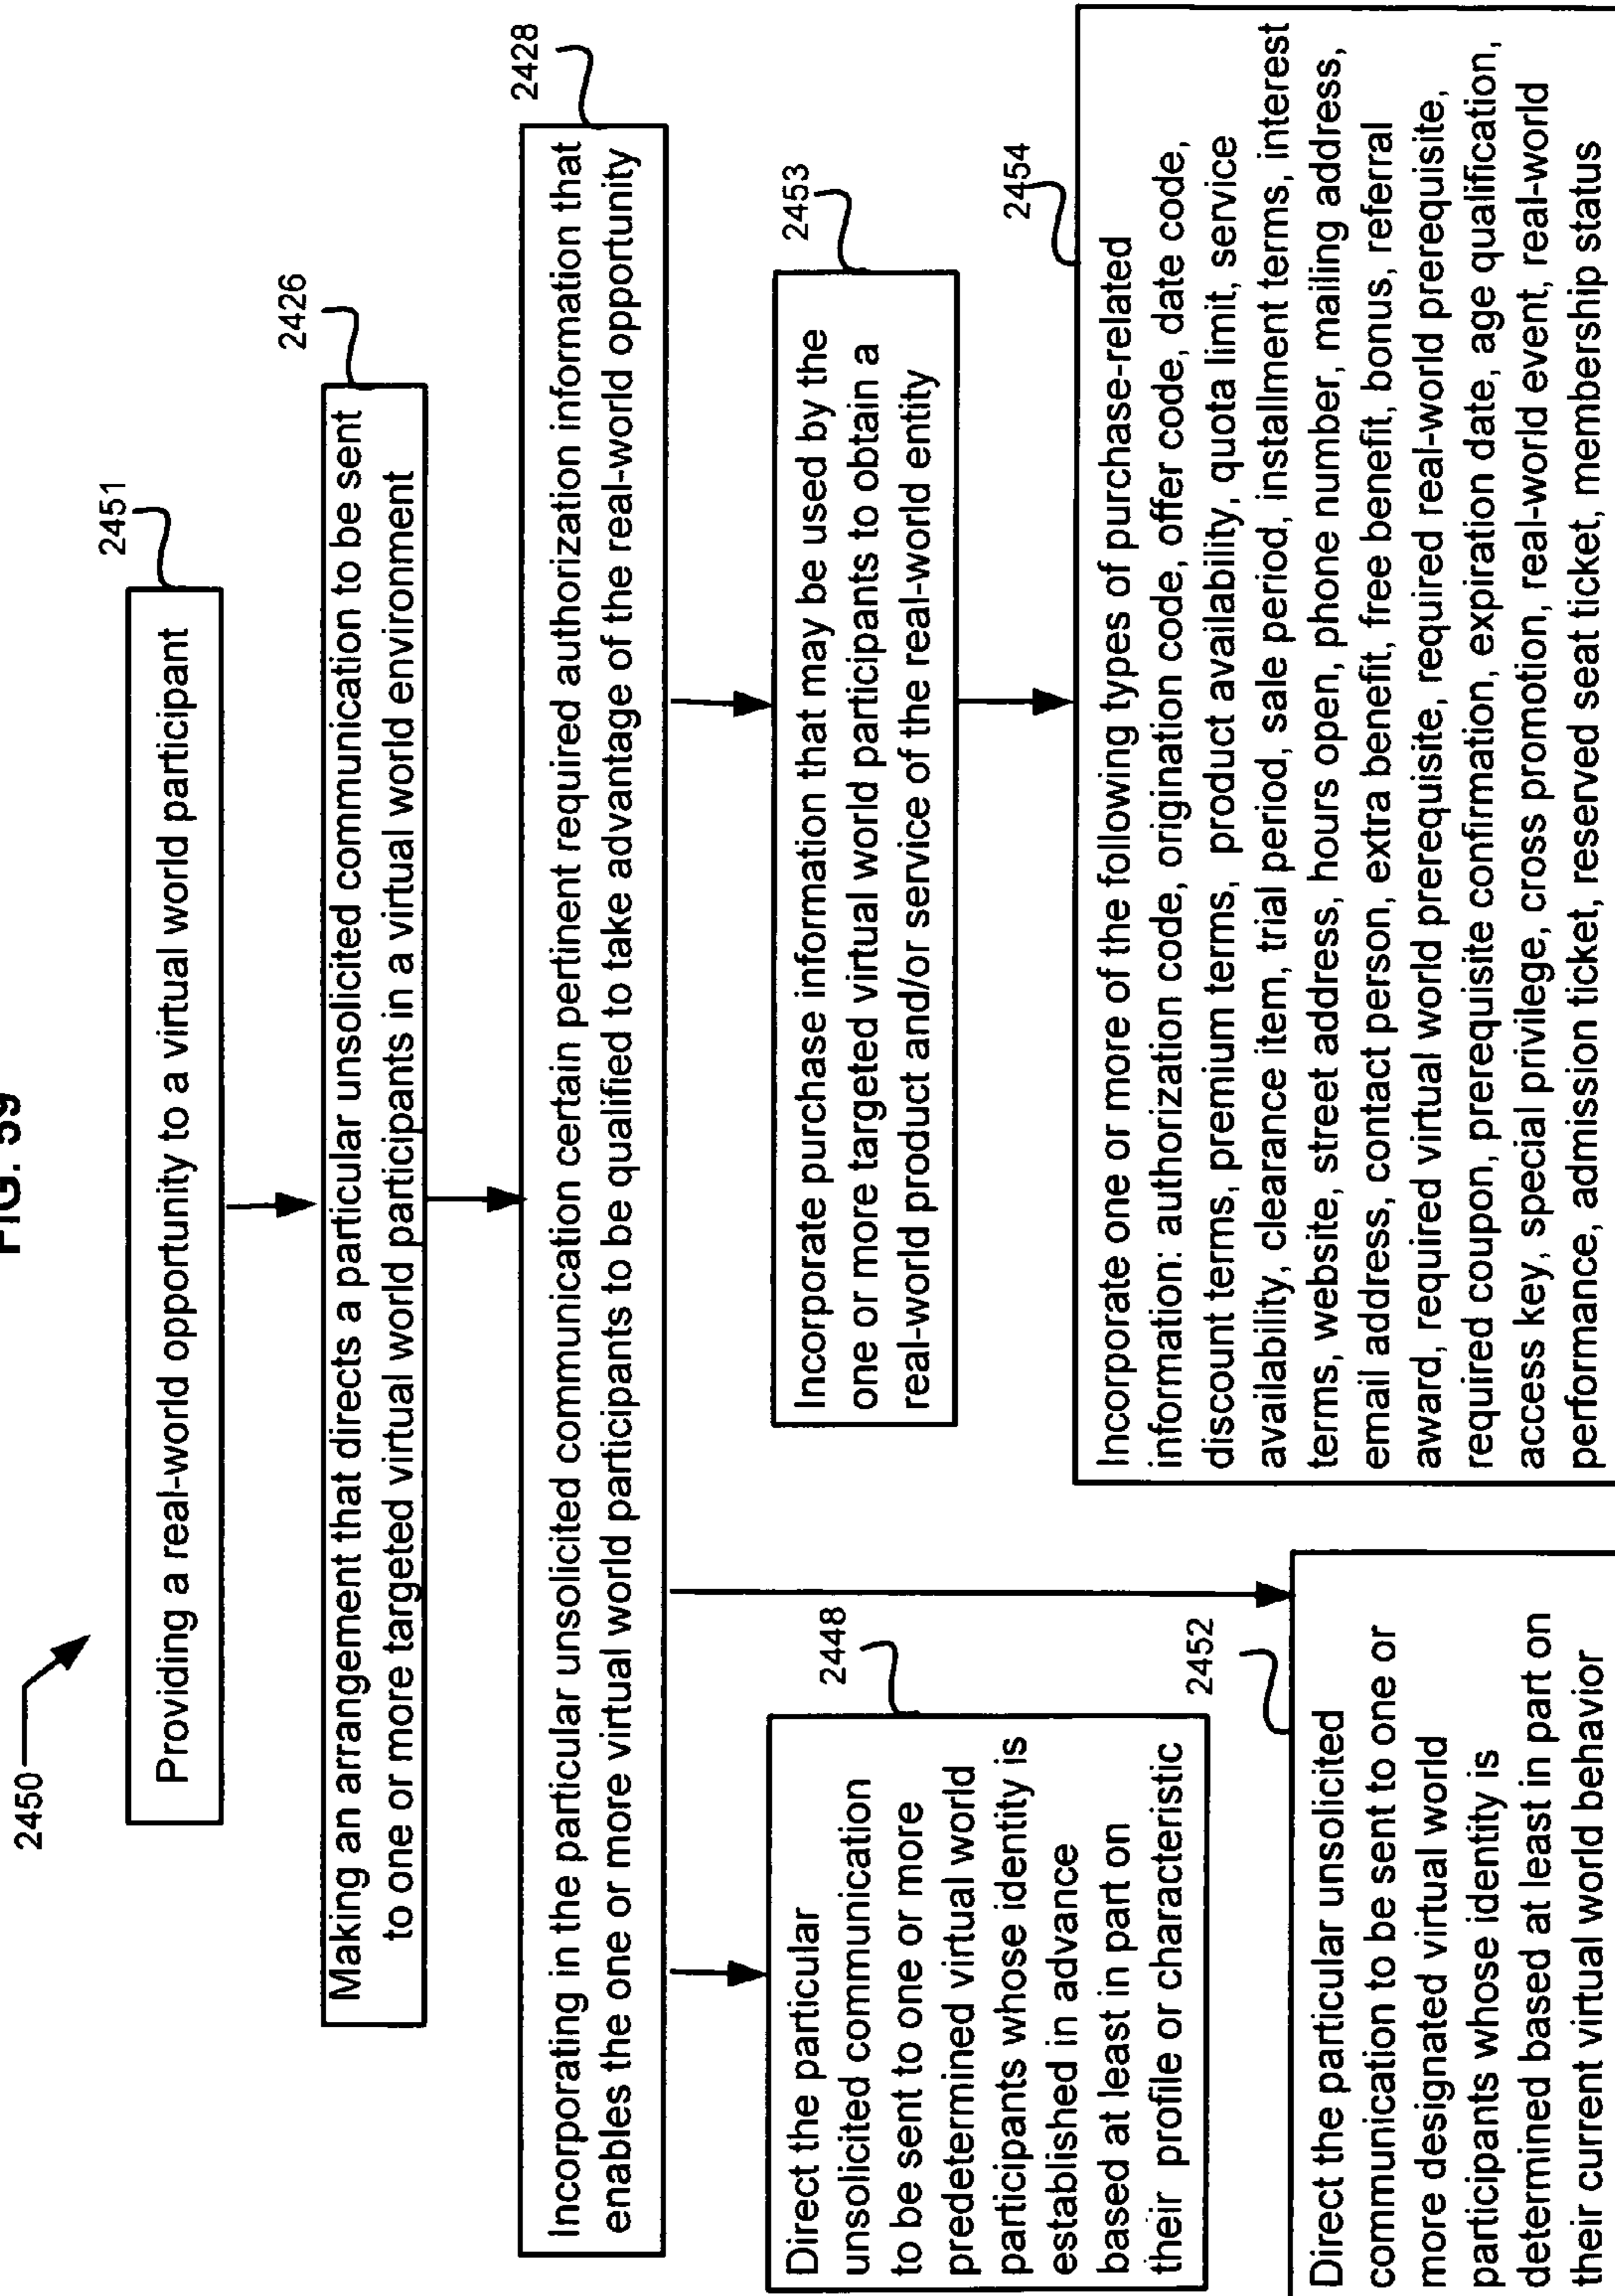 FIG. 59
2450
2451
Providing a real-world opportunity to a virtual world participant
2426
Making an arrangement that directs a particular unsolicited communication to be sent
to one or more targeted virtual world participants in a virtual world environment
2428
Incorporating in the particular unsolicited communication certain pertinent required authorization information that
enables the one or more virtual world participants to be qualified to take advantage of the real-world opportunity
2448
Direct the particular
unsolicited communication
to be sent to one or more
predetermined virtual world
participants whose identity is
established in advance
based at least in part on
their profile or characteristic
2452
Direct the particular unsolicited
communication to be sent to one or
more designated virtual world
participants whose identity is
determined based at least in part on
their current virtual world behavior
2453
Incorporate purchase information that may be used by the
one or more targeted virtual world participants to obtain a
real-world product and/or service of the real-world entity
2454
Incorporate one or more of the following types of purchase-related
information: authorization code, origination code, offer code, date code,
discount terms, premium terms, product availability, quota limit, service
availability, clearance item, trial period, sale period, installment terms, interest
terms, website, street address, hours open, phone number, mailing address,
email address, contact person, extra benefit, free benefit, bonus, referral
award, required virtual world prerequisite, required real-world prerequisite,
required coupon, prerequisite confirmation, expiration date, age qualification,
access key, special privilege, cross promotion, real-world event, real-world
performance, admission ticket, reserved seat ticket, membership status